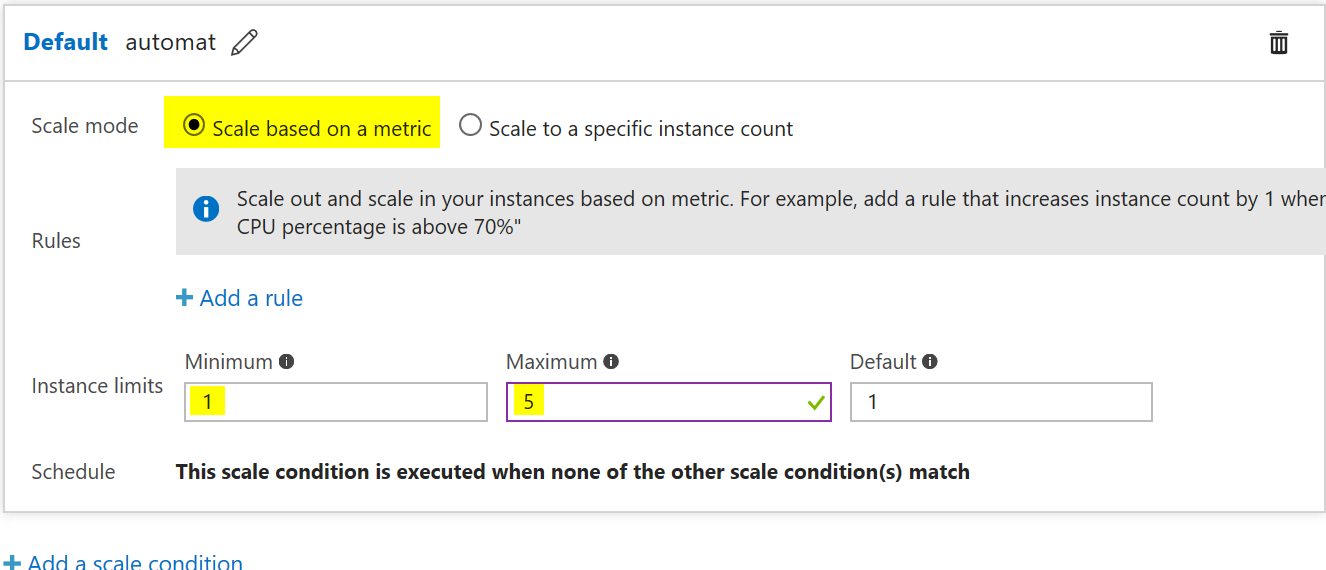 Default automat
Scale mode Scale based on a metric Scale to a specific instance count
Scale out and scale in your instances based on metric. For example, add a rule that increases instance count by 1 when
CPU percentage is above 70%"
Rules
+ Add a rule
Minimum Maximum Default
Instance limits 1 5 1
Schedule This scale condition is executed when none of the other scale condition(s) match
+ Add a scale condition